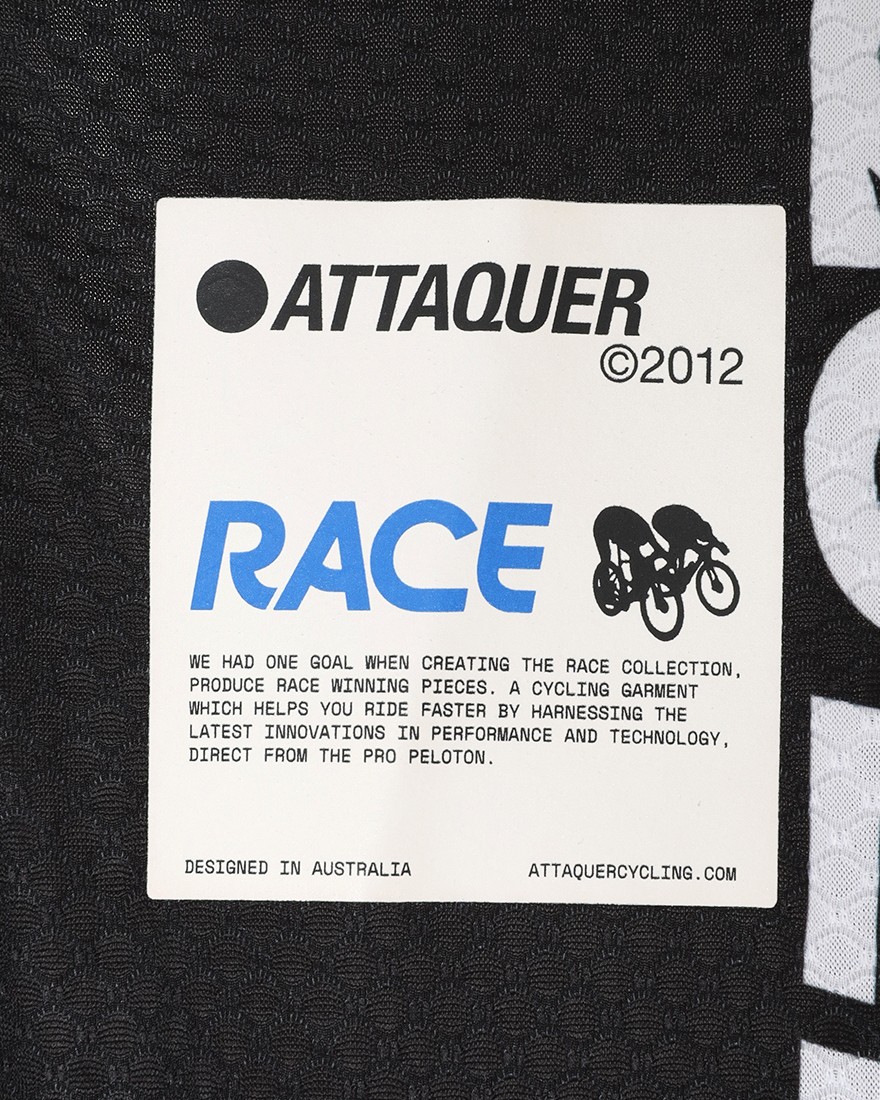 ATTAQUER
©2012
RACE
WE HAD ONE GOAL WHEN CREATING THE RACE COLLECTION,
PRODUCE RACE WINNING PIECES. A CYCLING GARMENT
WHICH HELPS YOU RIDE FASTER BY HARNESSING THE
LATEST INNOVATIONS IN PERFORMANCE AND TECHNOLOGY,
DIRECT FROM THE PRO PELOTON.
DESIGNED IN AUSTRALIA ATTAQUERCYCLING.COM